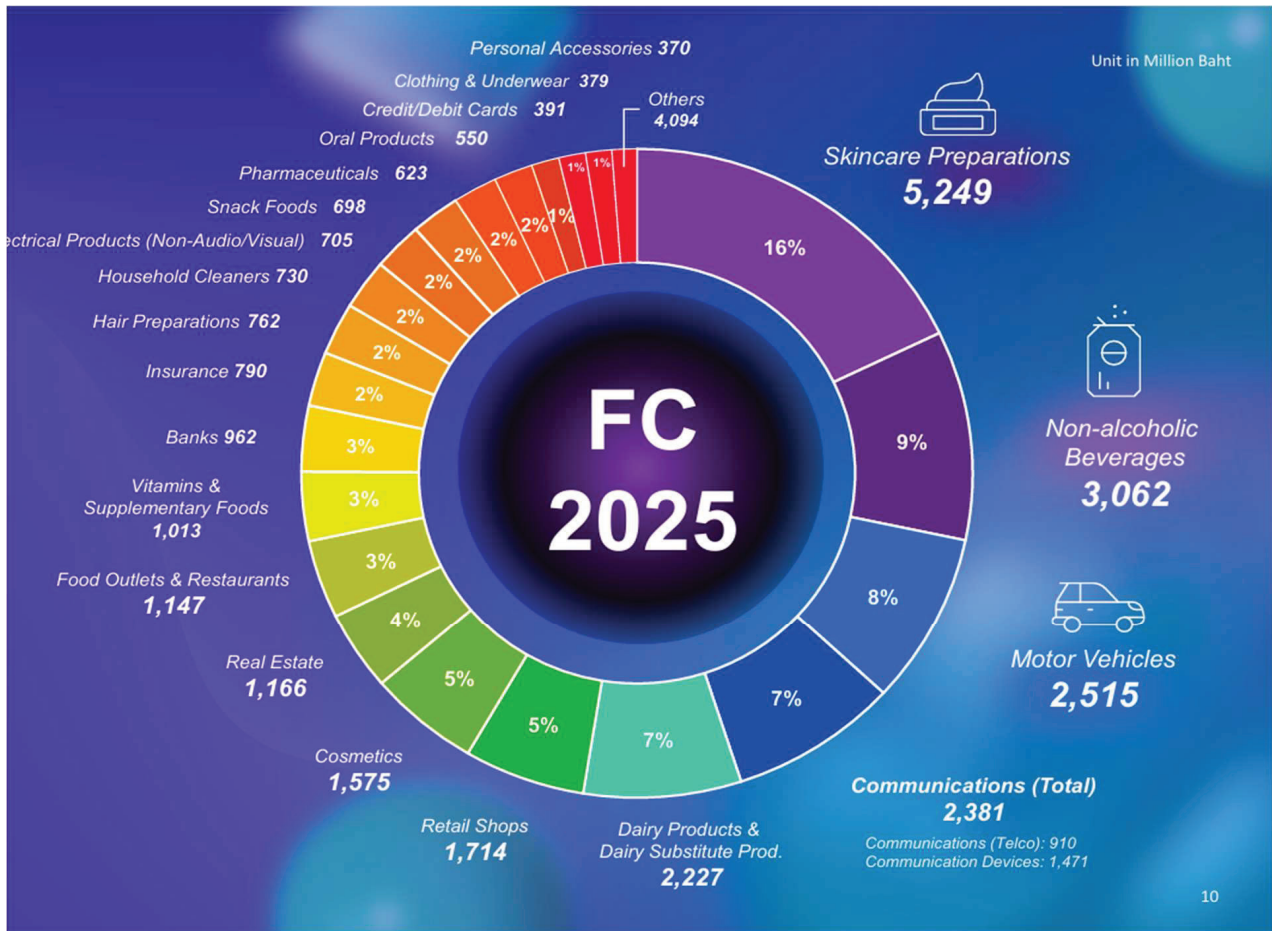 Unit in Million Baht
Personal Accessories 370
Clothing & Underwear 379
Credit/Debit Cards 391
Oral Products 550
Pharmaceuticals 623
Snack Foods 698
ectrical Products (Non-Audio/Visual) 705
Household Cleaners 730
Hair Preparations 762
Insurance 790
Banks 962
Vitamins &
Supplementary Foods
1,013
Food Outlets & Restaurants
1,147
Real Estate
1,166
Cosmetics
1,575
Retail Shops
1,714
Dairy Products &
Dairy Substitute Prod.
2,227
Communications (Total)
2,381
Communications (Telco): 910
Communication Devices: 1,471
Motor Vehicles
2,515
Non-alcoholic
Beverages
3,062
Skincare Preparations
5,249
Others
4,094
16%
9%
8%
7%
7%
5%
5%
4%
3%
3%
3%
2%
2%
2%
2%
2%
2%
2%
1%
1%
1%
FC
2025
10